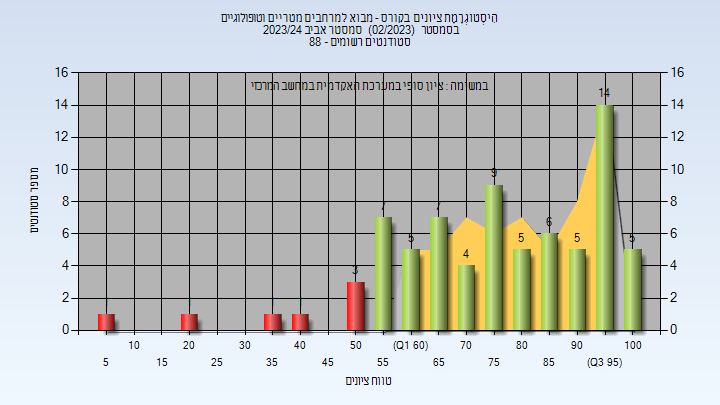 היסטוגרמת ציונים בקורס - מבוא למרחבים מטריים וטופולוגיים
בסמסטר (02/2023) סמסטר אביב 2023/24
סטודנטים רשומים - 88
במשימה : ציון סופי במערכת האקדמית במחשב המרכזי
16 16
14 14
12 12
10 10
8 8
6 6
4 4
2 2
0 0
1 1 1 1 3 7 5 7 4 9 5 6 5 14 5
מספר סטודנטים
10 20 30 40 50 (Q1 60) 70 80 90 100
5 15 25 35 45 55 65 75 85 (Q3 95)
טווח ציונים